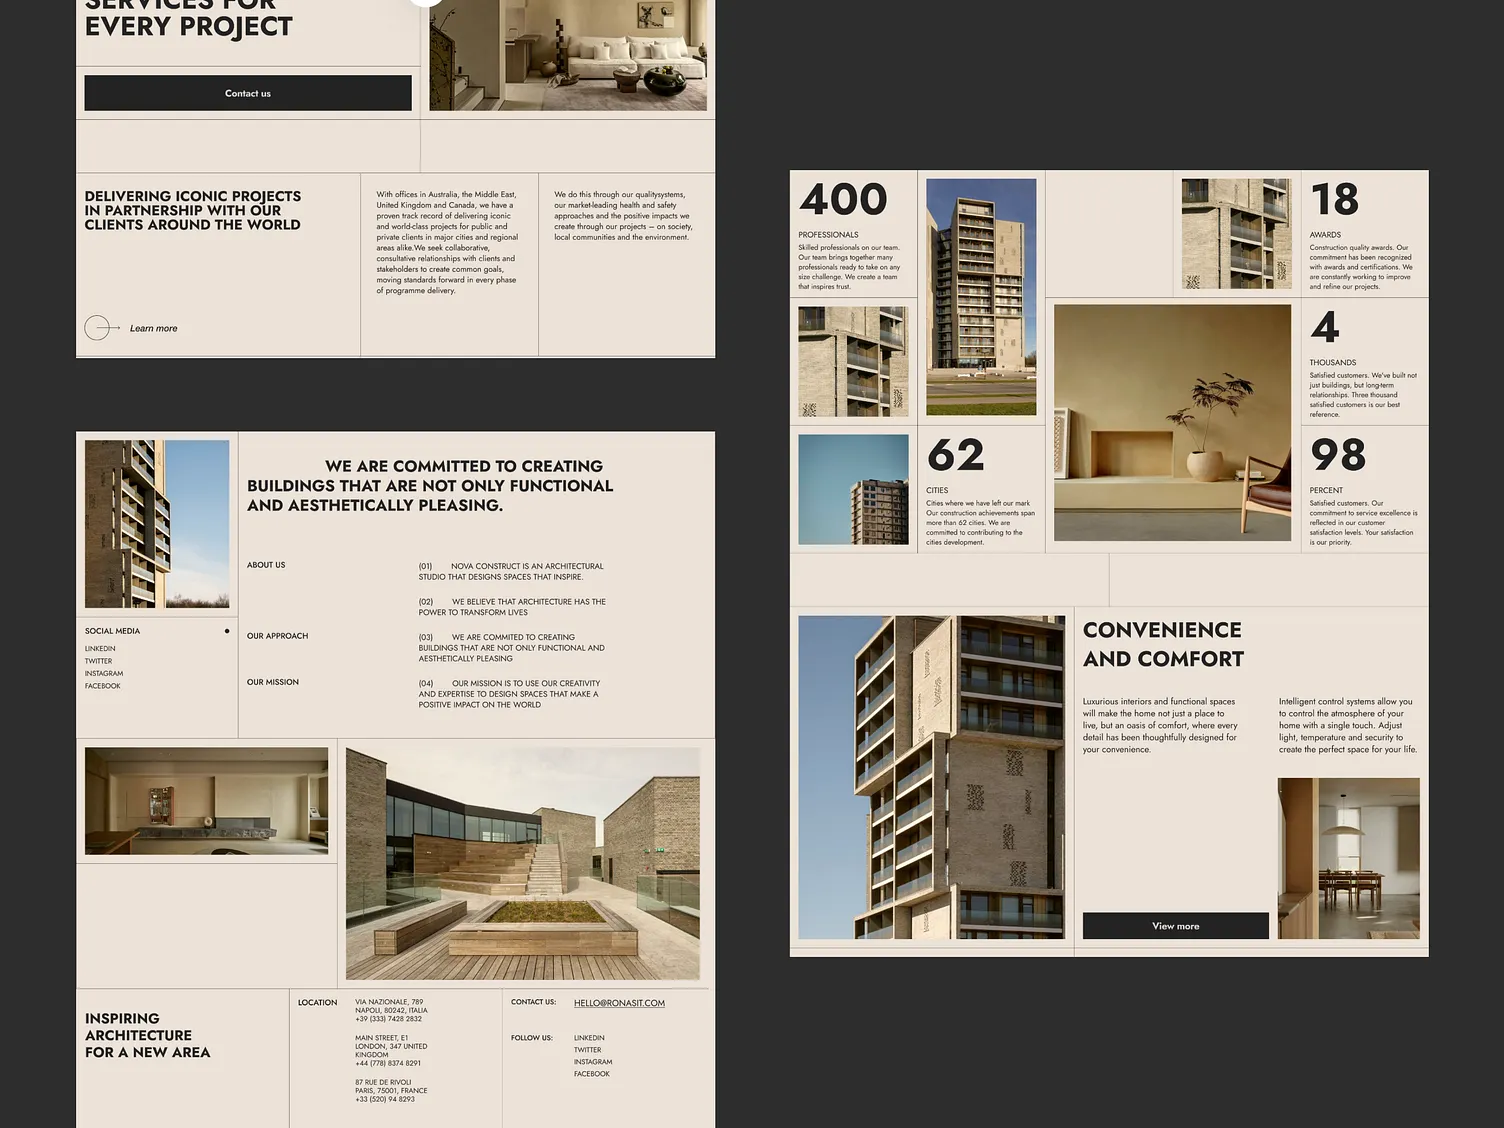 SERVICES FOR
EVERY PROJECT
Contact us
DELIVERING ICONIC PROJECTS
IN PARTNERSHIP WITH OUR
CLIENTS AROUND THE WORLD
Learn more
With offices in Australia, the Middle East,
United Kingdom and Canada, we have a
proven track record of delivering iconic
and world-class projects for public and
private clients in major cities and regional
areas alike.We seek collaborative,
consultative relationships with clients and
stakeholders to create common goals,
moving standards forward in every phase
of programme delivery.
We do this through our qualitysystems,
our market-leading health and safety
approaches and the positive impacts we
create through our projects – on society,
local communities and the environment.
WE ARE COMMITTED TO CREATING
BUILDINGS THAT ARE NOT ONLY FUNCTIONAL
AND AESTHETICALLY PLEASING.
SOCIAL MEDIA
LINKEDIN
TWITTER
INSTAGRAM
FACEBOOK
ABOUT US
(01) NOVA CONSTRUCT IS AN ARCHITECTURAL
STUDIO THAT DESIGNS SPACES THAT INSPIRE.
(02) WE BELIEVE THAT ARCHITECTURE HAS THE
POWER TO TRANSFORM LIVES
OUR APPROACH
(03) WE ARE COMMITED TO CREATING
BUILDINGS THAT ARE NOT ONLY FUNCTIONAL AND
AESTHETICALLY PLEASING
OUR MISSION
(04) OUR MISSION IS TO USE OUR CREATIVITY
AND EXPERTISE TO DESIGN SPACES THAT MAKE A
POSITIVE IMPACT ON THE WORLD
INSPIRING
ARCHITECTURE
FOR A NEW AREA
LOCATION
VIA NAZIONALE, 789
NAPOLI, 80242, ITALIA
+39 (333) 7428 2832
MAIN STREET, E1
LONDON, 347 UNITED
KINGDOM
+44 (778) 8374 8291
87 RUE DE RIVOLI
PARIS, 75001, FRANCE
+33 (520) 94 8293
CONTACT US:
HELLO@RONASIT.COM
FOLLOW US:
LINKEDIN
TWITTER
INSTAGRAM
FACEBOOK
400
PROFESSIONALS
Skilled professionals on our team.
Our team brings together many
professionals ready to take on any
size challenge. We create a team
that inspires trust.
18
AWARDS
Construction quality awards. Our
commitment has been recognized
with awards and certifications. We
are constantly working to improve
and refine our projects.
4
THOUSANDS
Satisfied customers. We've built not
just buildings, but long-term
relationships. Three thousand
satisfied customers is our best
reference.
62
CITIES
Cities where we have left our mark
Our construction achievements span
more than 62 cities. We are
committed to contributing to the
cities development.
98
PERCENT
Satisfied customers. Our
commitment to service excellence is
reflected in our customer
satisfaction levels. Your satisfaction
is our priority.
CONVENIENCE
AND COMFORT
Luxurious interiors and functional spaces
will make the home not just a place to
live, but an oasis of comfort, where every
detail has been thoughtfully designed for
your convenience.
Intelligent control systems allow you
to control the atmosphere of your
home with a single touch. Adjust
light, temperature and security to
create the perfect space for your life.
View more